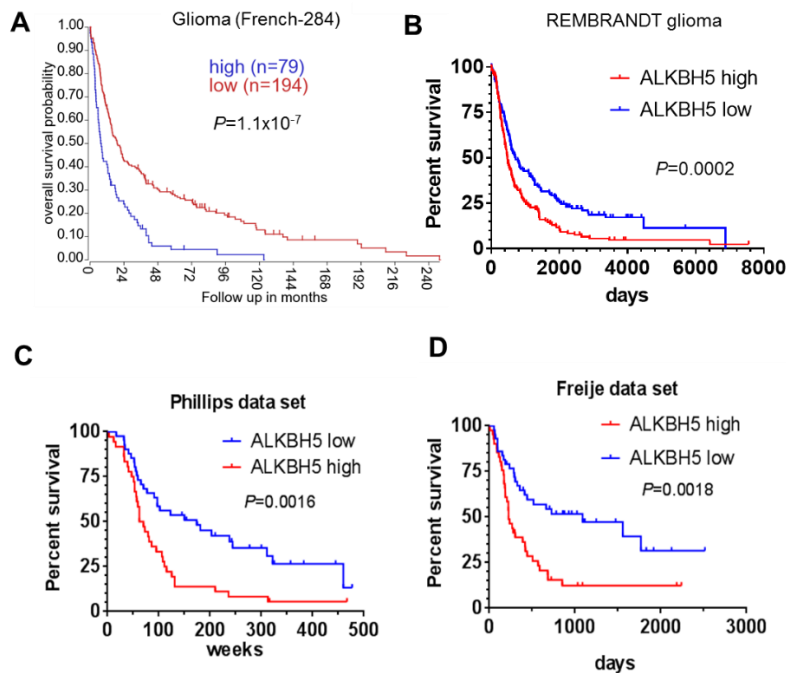 A
Glioma (French-284)
overall survival probability
1.00
0.90
0.80
0.70
0.60
0.50
0.40
0.30
0.20
0.10
0.00
high (n=79)
low (n=194)
P=1.1x10-7
0 24 48 72 96 120 144 168 192 216 240
Follow up in months
B
REMBRANDT glioma
Percent survival
100
75
50
25
0
ALKBH5 high
ALKBH5 low
P=0.0002
0 2000 4000 6000 8000
days
C
Phillips data set
Percent survival
100
75
50
25
0
ALKBH5 low
ALKBH5 high
P=0.0016
0 100 200 300 400 500
weeks
D
Freije data set
Percent survival
100
75
50
25
0
ALKBH5 high
ALKBH5 low
P=0.0018
0 1000 2000 3000
days